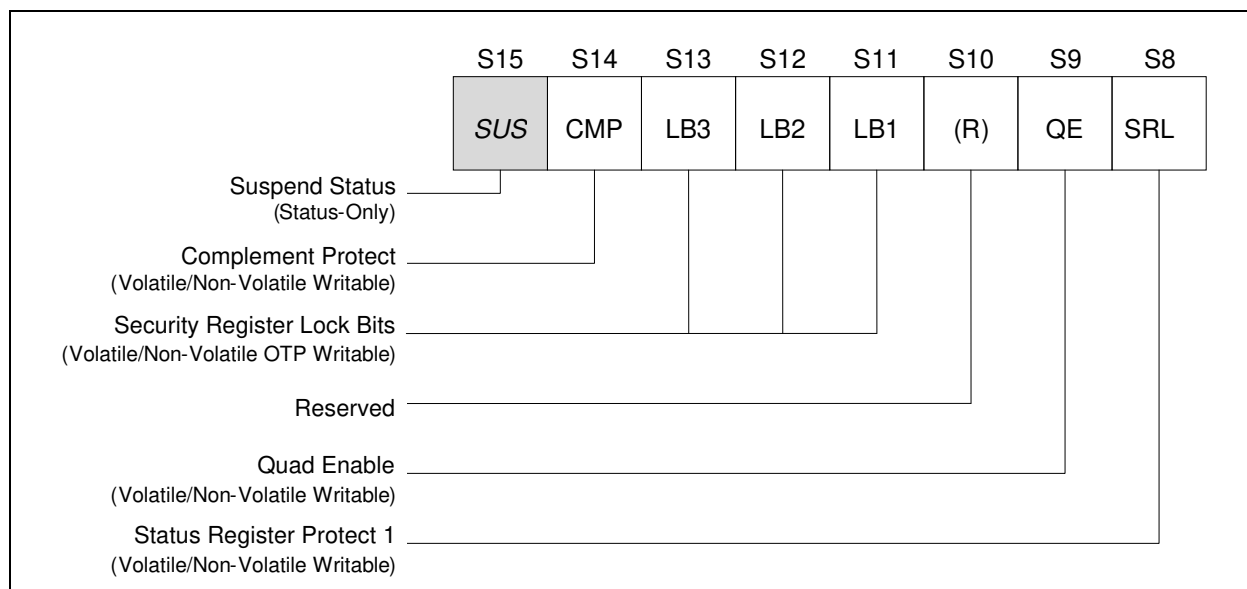 S15 S14 S13 S12 S11 S10 S9 S8
SUS CMP LB3 LB2 LB1 (R) QE SRL
Suspend Status
(Status-Only)
Complement Protect
(Volatile/Non-Volatile Writable)
Security Register Lock Bits
(Volatile/Non-Volatile OTP Writable)
Reserved
Quad Enable
(Volatile/Non-Volatile Writable)
Status Register Protect 1
(Volatile/Non-Volatile Writable)